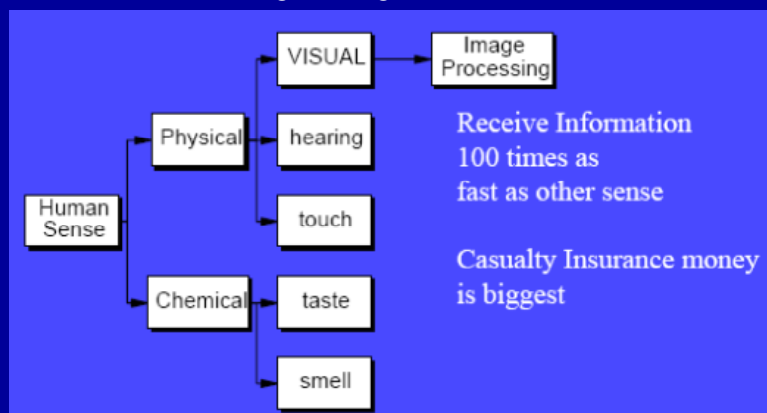 VISUAL
Image
Processing
Physical
hearing
Receive Information
100 times as
fast as other sense
Human
Sense
touch
Casualty Insurance money
is biggest
Chemical
taste
smell